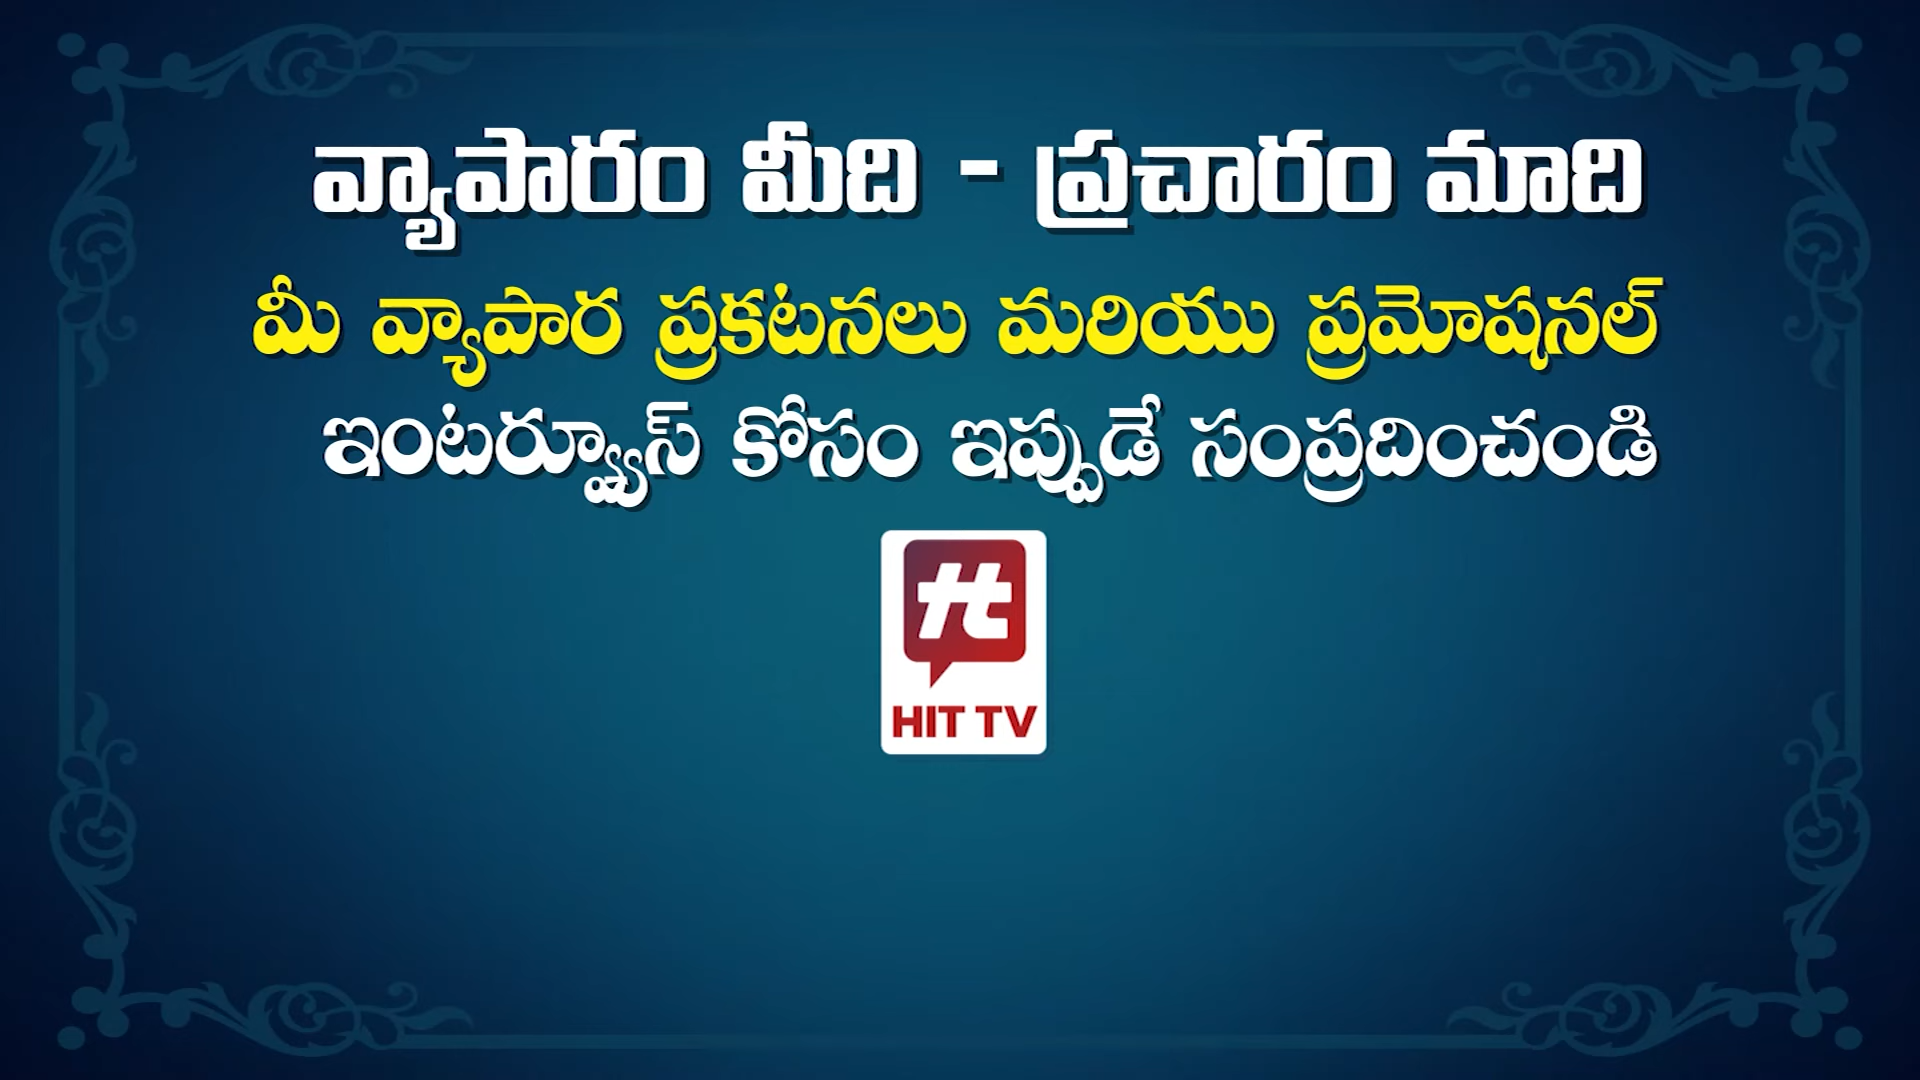 వ్యాపారం మీది - ప్రచారం మాది
మీ వ్యాపార ప్రకటనలు మరియు ప్రమోషనల్
ఇంటర్వ్యూస్ కోసం ఇప్పుడే సంప్రదించండి
HIT TV